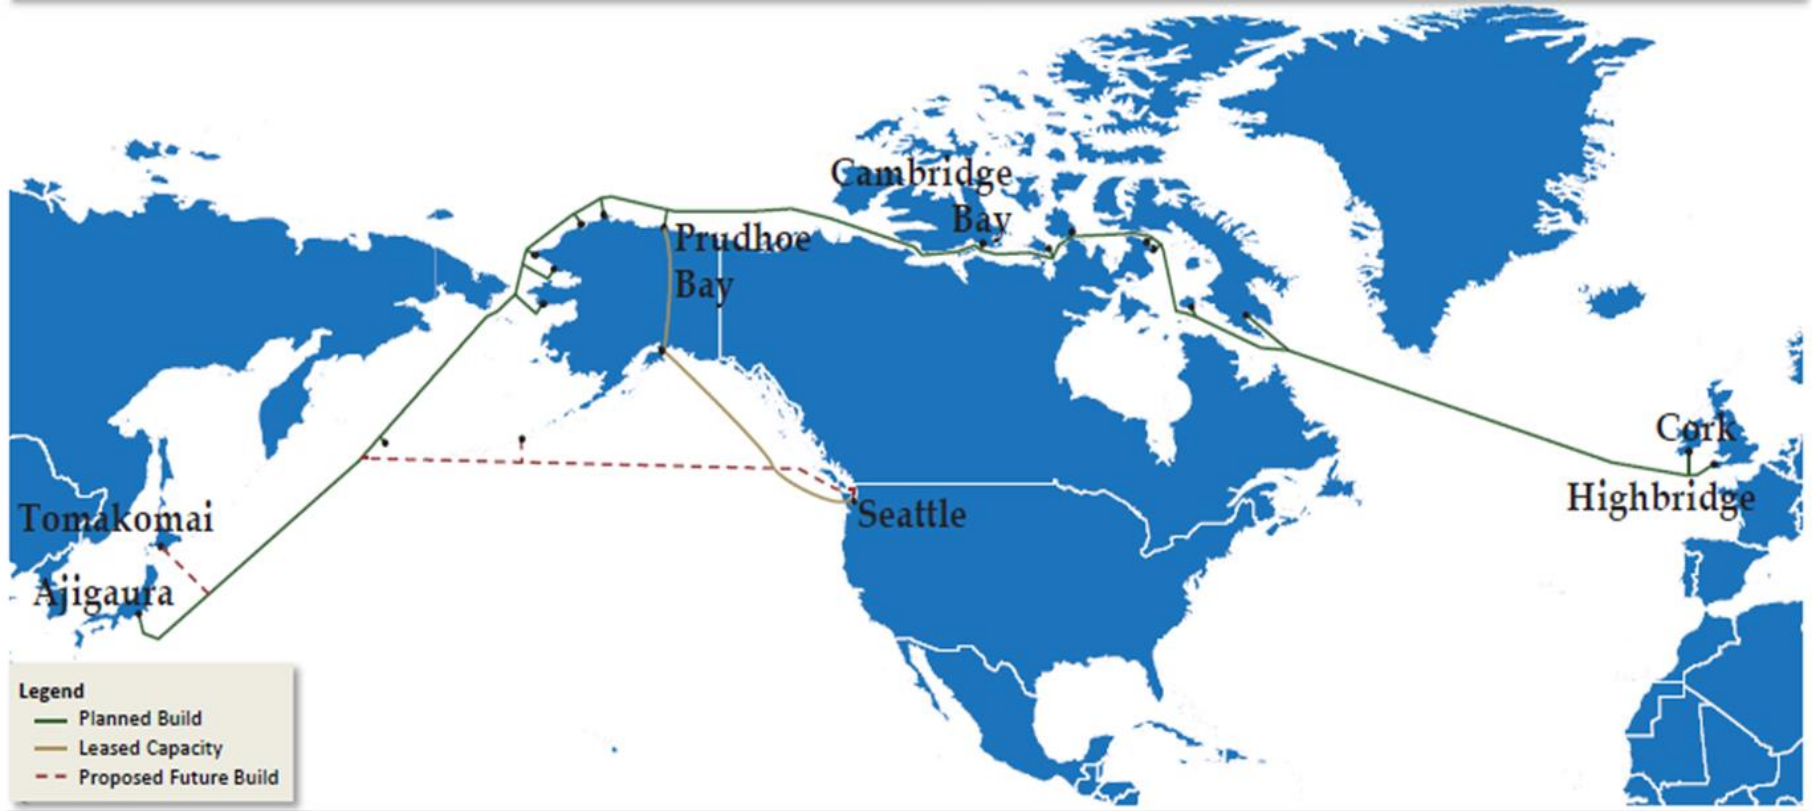 Cambridge
Bay
Prudhoe
Bay
Cork
Highbridge
Seattle
Tomakomai
Ajigaura
Legend
Planned Build
Leased Capacity
Proposed Future Build